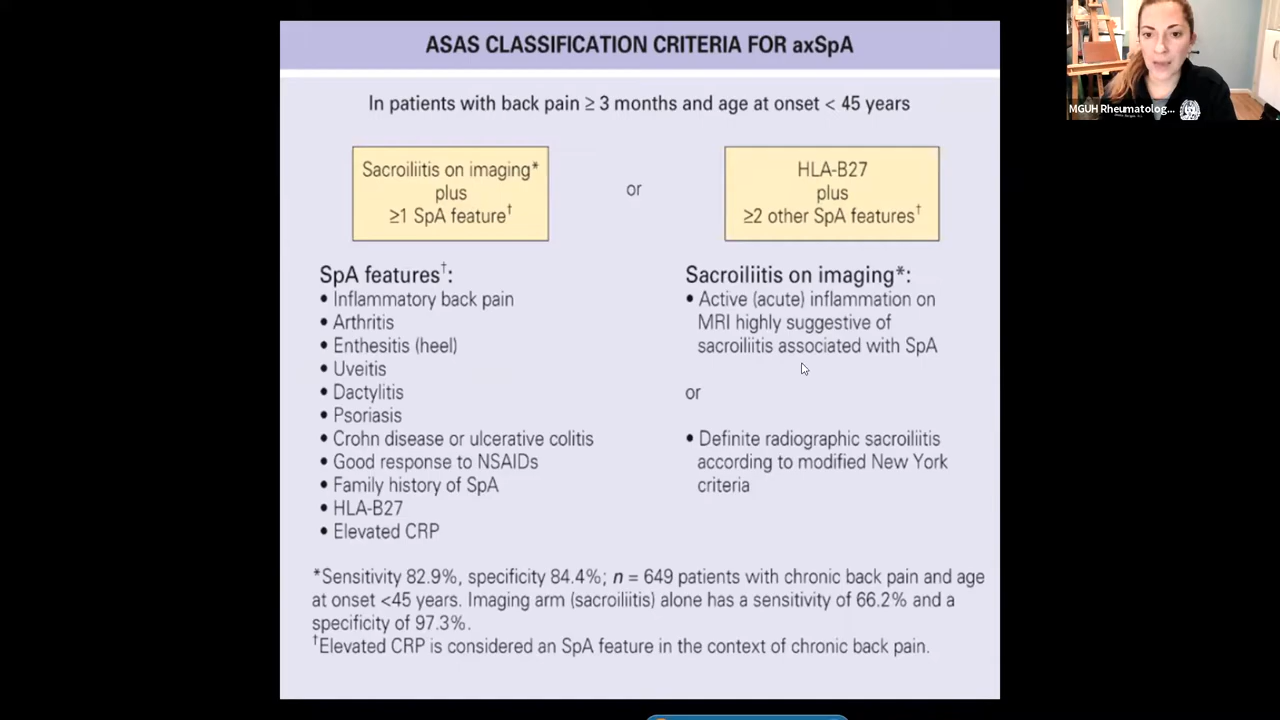 ASAS CLASSIFICATION CRITERIA FOR axSpA
In patients with back pain ≥ 3 months and age at onset < 45 years
Sacroiliitis on imaging*
plus
≥1 SpA feature†
or
HLA-B27
plus
≥2 other SpA features†
SpA features†:
• Inflammatory back pain
• Arthritis
• Enthesitis (heel)
• Uveitis
• Dactylitis
• Psoriasis
• Crohn disease or ulcerative colitis
• Good response to NSAIDs
• Family history of SpA
• HLA-B27
• Elevated CRP
Sacroiliitis on imaging*:
• Active (acute) inflammation on
MRI highly suggestive of
sacroiliitis associated with SpA
or
• Definite radiographic sacroiliitis
according to modified New York
criteria
*Sensitivity 82.9%, specificity 84.4%; n = 649 patients with chronic back pain and age
at onset <45 years. Imaging arm (sacroiliitis) alone has a sensitivity of 66.2% and a
specificity of 97.3%.
†Elevated CRP is considered an SpA feature in the context of chronic back pain.
MGUH Rheumatolog...